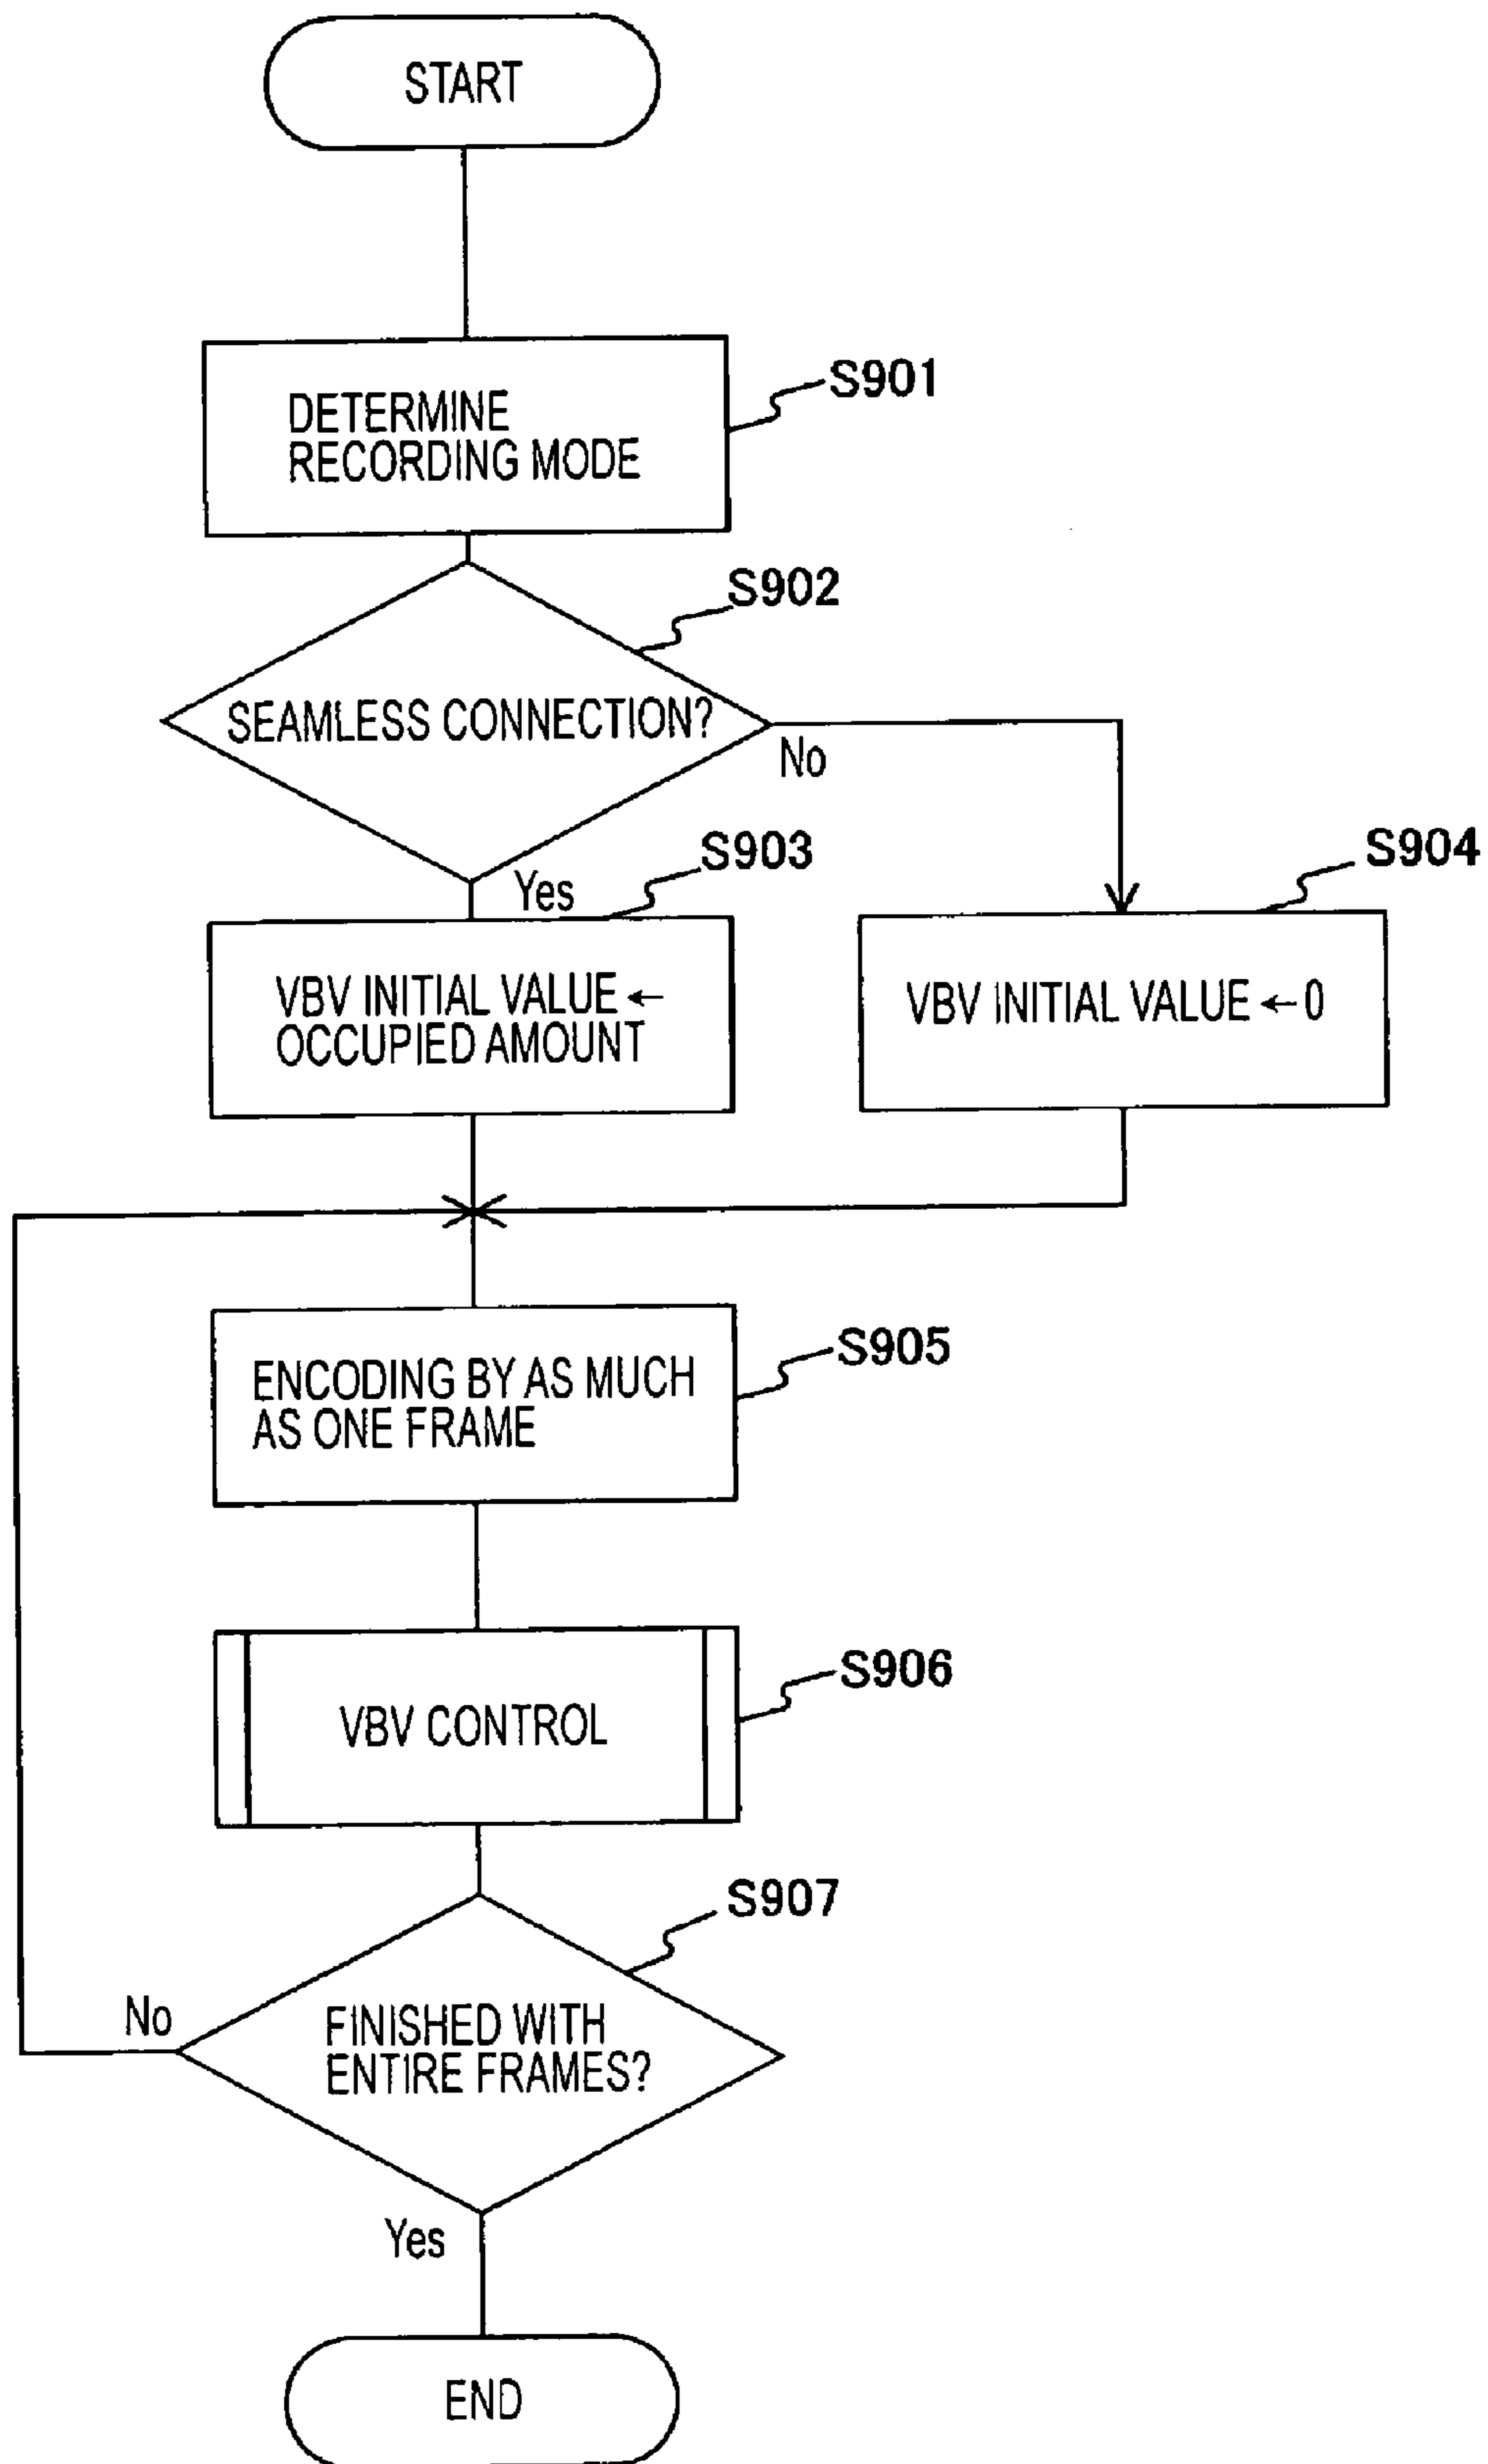 START
S901
DETERMINE
RECORDING MODE
S902
SEAMLESS CONNECTION?
No
Yes
S903
VBV INITIAL VALUE ←
OCCUPIED AMOUNT
S904
VBV INITIAL VALUE ← 0
S905
ENCODING BY AS MUCH
AS ONE FRAME
S906
VBV CONTROL
S907
No
FINISHED WITH
ENTIRE FRAMES?
Yes
END